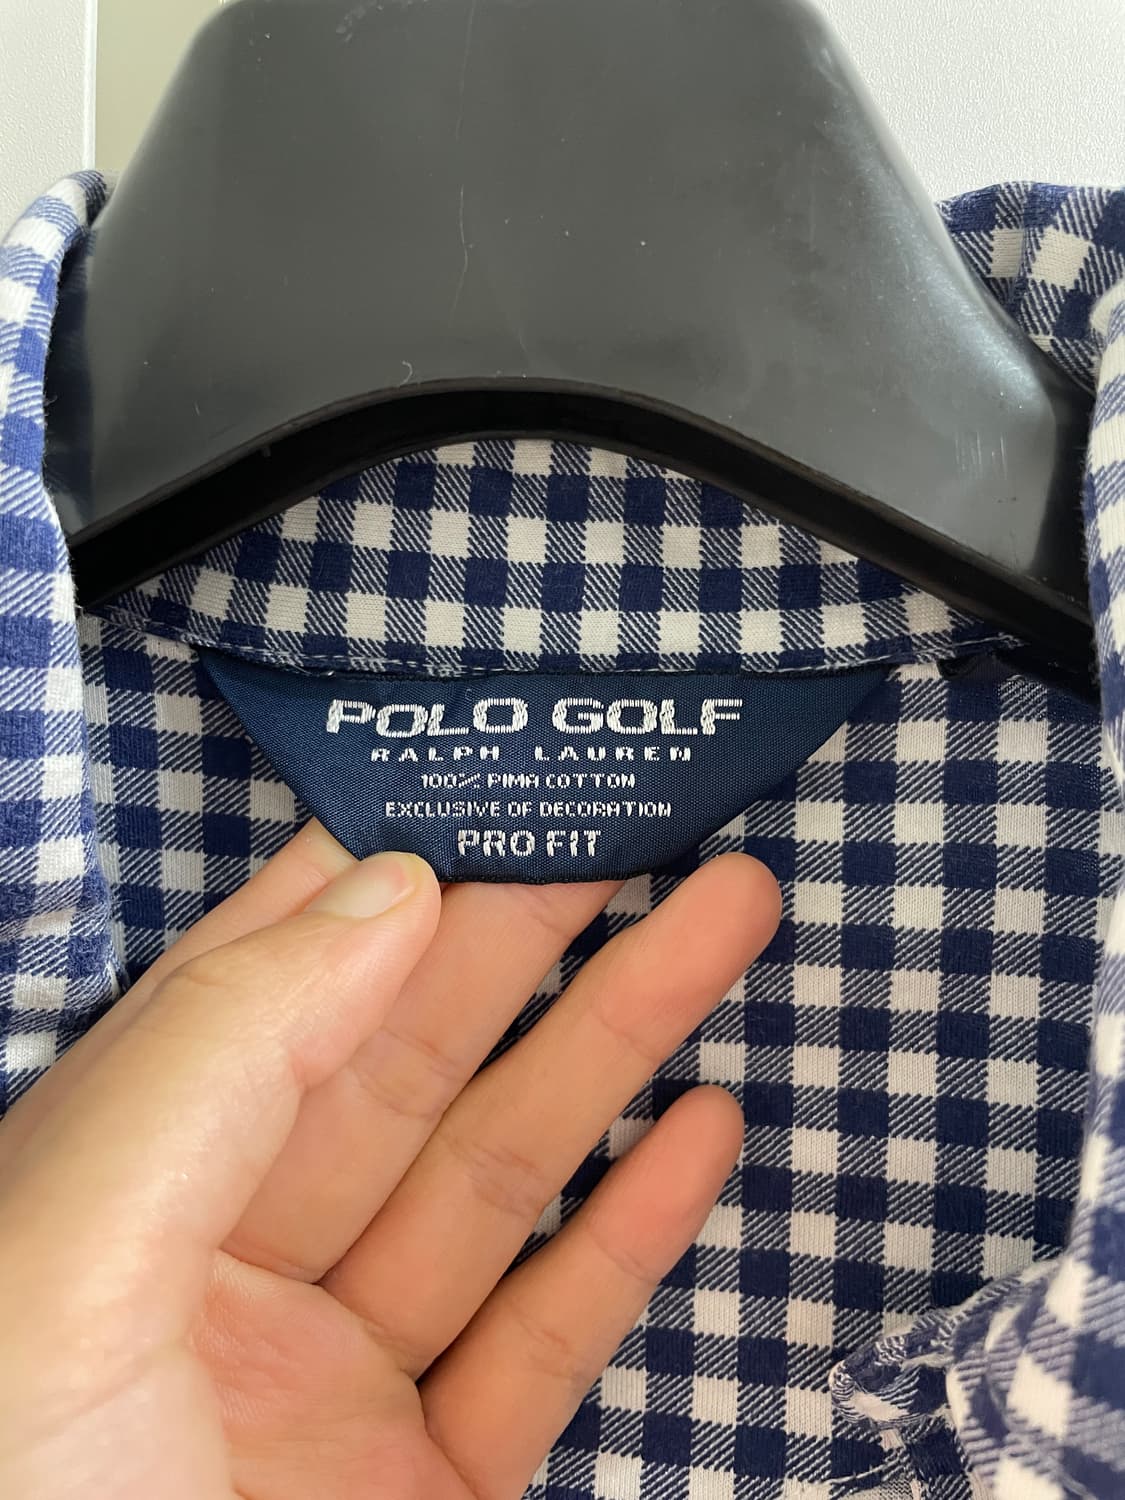 POLO GOLF
RALPH LAUREN
100% PIMA COTTON
EXCLUSIVE OF DECORATION
PRO FIT